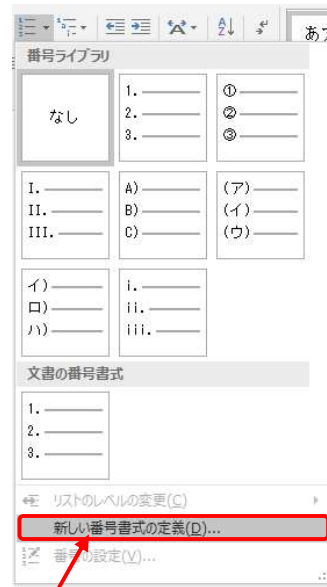 あア
番号ライブラリ
なし
1.
2.
3.
①
②
③
I.
II.
III.
A)
B)
C)
(ア)
(イ)
(ウ)
イ)
ロ)
ハ)
i.
ii.
iii.
文書の番号書式
1.
2.
3.
リストのレベルの変更(C)
新しい番号書式の定義(D)...
番号の設定(V)...